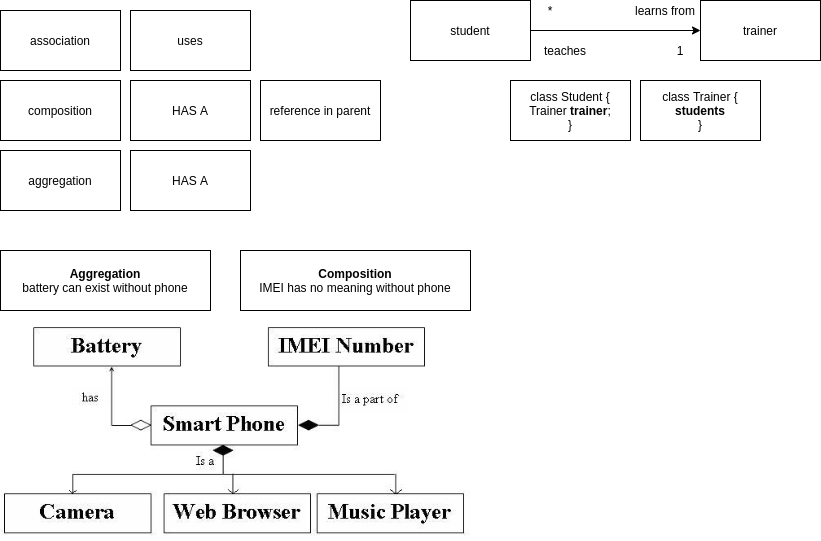 association
uses
composition
HAS A
reference in parent
aggregation
HAS A
student
*
learns from
teaches
1
trainer
class Student {
Trainer trainer;
}
class Trainer {
students
}
Aggregation
battery can exist without phone
Composition
IMEI has no meaning without phone
Battery
IMEI Number
has
Is a part of
Smart Phone
Is a
Camera
Web Browser
Music Player